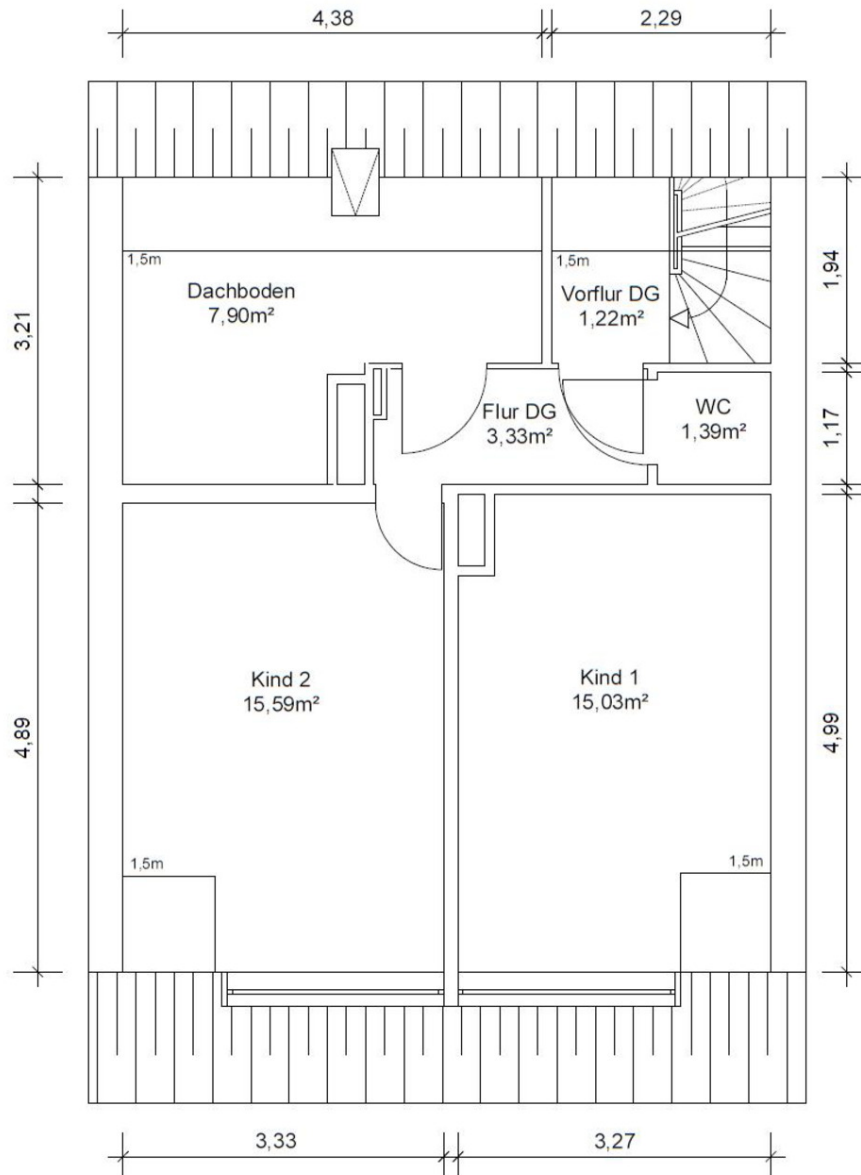 4,38
2,29
3,21
1,94
1,5m
1,5m
Dachboden
7,90m²
Vorflur DG
1,22m²
Flur DG
3,33m²
WC
1,39m²
1,17
Kind 2
15,59m²
Kind 1
15,03m²
4,89
4,99
1,5m
1,5m
3,33
3,27